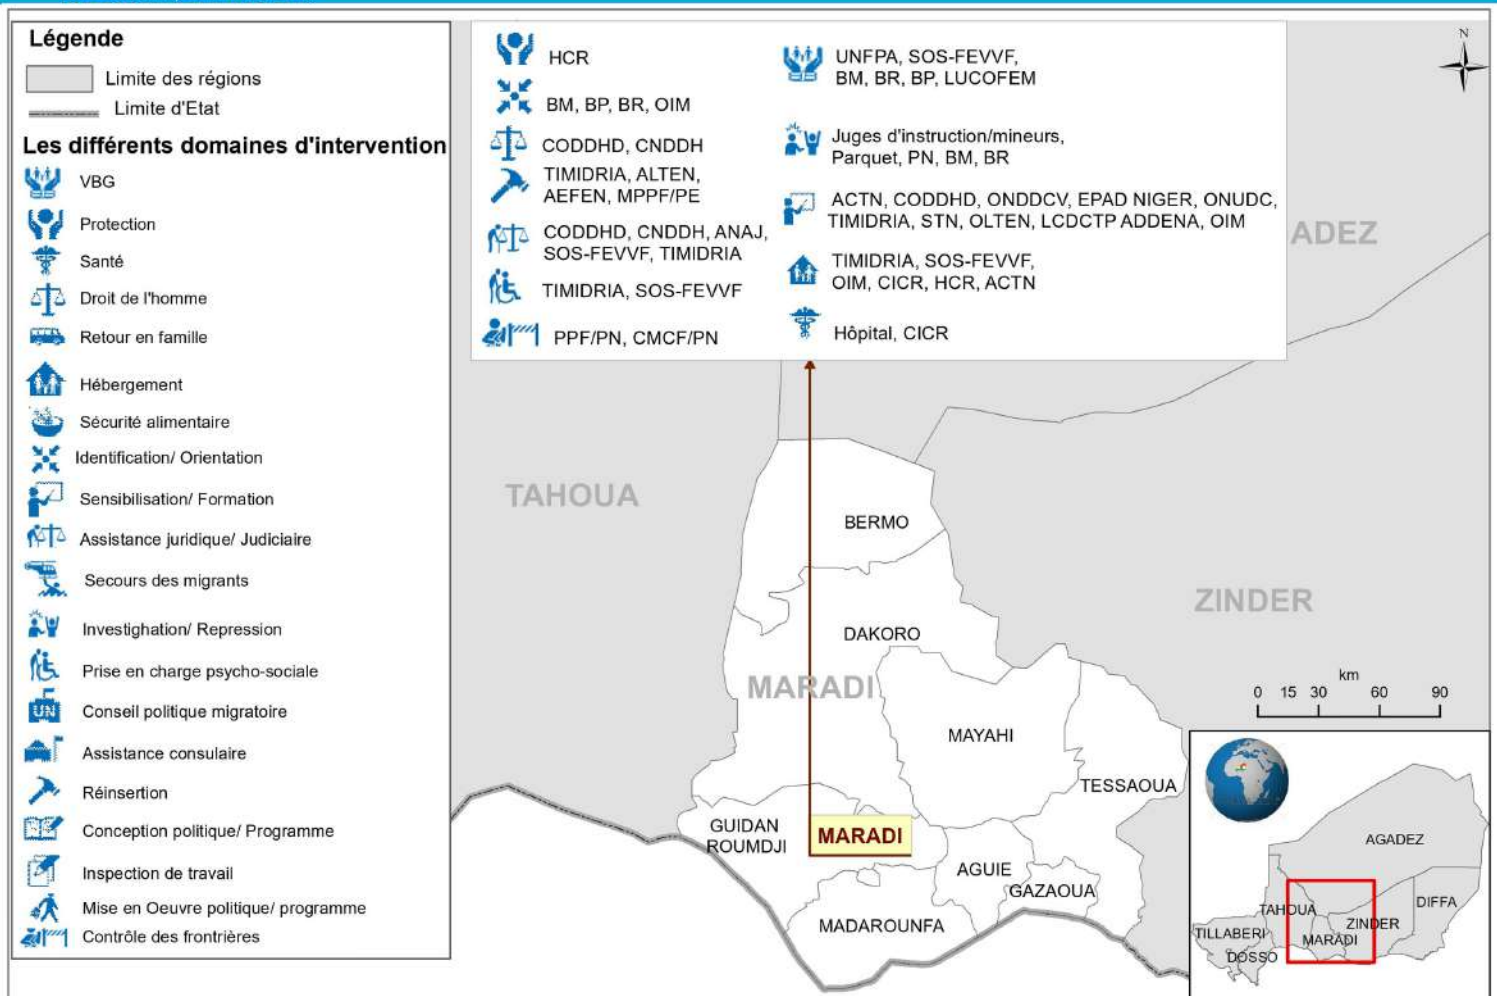 Légende
Limite des régions
Limite d'Etat
Les différents domaines d'intervention
VBG
Protection
Santé
Droit de l'homme
Retour en famille
Hébergement
Sécurité alimentaire
Identification/ Orientation
Sensibilisation/ Formation
Assistance juridique/ Judiciaire
Secours des migrants
Investighation/ Repression
Prise en charge psycho-sociale
UN
Conseil politique migratoire
Assistance consulaire
Réinsertion
Conception politique/ Programme
Inspection de travail
Mise en Oeuvre politique/ programme
Contrôle des frontrières
HCR
BM, BP, BR, OIM
CODDHD, CNDDH
TIMIDRIA, ALTEN,
AEFEN, MPPF/PE
CODDHD, CNDDH, ANAJ,
SOS-FEVVF, TIMIDRIA
TIMIDRIA, SOS-FEVVF
PPF/PN, CMCF/PN
UNFPA, SOS-FEVVF,
BM, BR, BP, LUCOFEM
Juges d'instruction/mineurs,
Parquet, PN, BM, BR
ACTN, CODDHD, ONDDCV, EPAD NIGER, ONUDC,
TIMIDRIA, STN, OLTEN, LCDCTP ADDENA, OIM
TIMIDRIA, SOS-FEVVF,
OIM, CICR, HCR, ACTN
Hôpital, CICR
N
ADEZ
TAHOUA
BERMO
ZINDER
DAKORO
MARADI
MAYAHI
TESSAOUA
GUIDAN
ROUMDJI
MARADI
AGUIE
GAZAOUA
MADAROUNFA
km
0 15 30 60 90
AGADEZ
TAHOUA
DIFFA
ZINDER
TILLABERI
MARADI
DOSSO